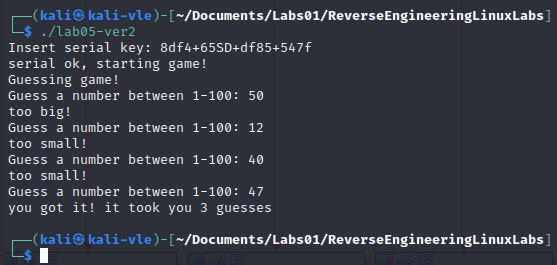 ┌──(kali㉿kali-vle)-[~/Documents/Labs01/ReverseEngineeringLinuxLabs]
└─$ ./lab05-ver2
Insert serial key: 8df4+65SD+df85+547f
serial ok, starting game!
Guessing game!
Guess a number between 1-100: 50
too big!
Guess a number between 1-100: 12
too small!
Guess a number between 1-100: 40
too small!
Guess a number between 1-100: 47
you got it! it took you 3 guesses
┌──(kali㉿kali-vle)-[~/Documents/Labs01/ReverseEngineeringLinuxLabs]
└─$